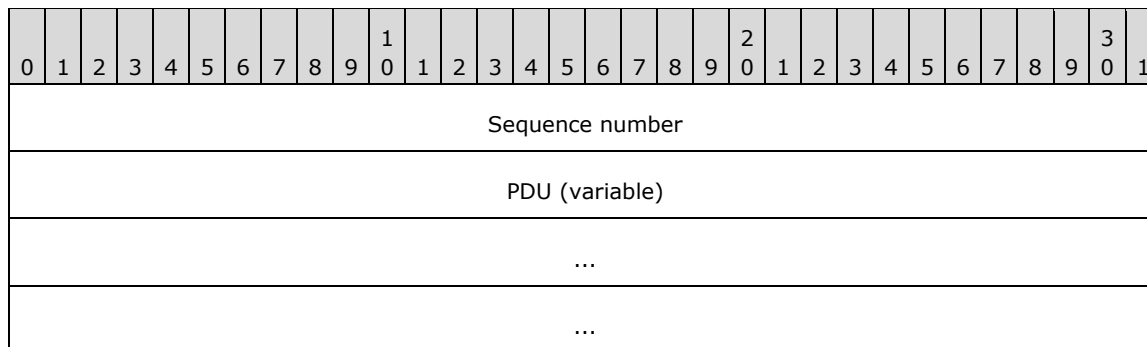 1 2 3
0 1 2 3 4 5 6 7 8 9 0 1 2 3 4 5 6 7 8 9 0 1 2 3 4 5 6 7 8 9 0 1
Sequence number
PDU (variable)
...
...